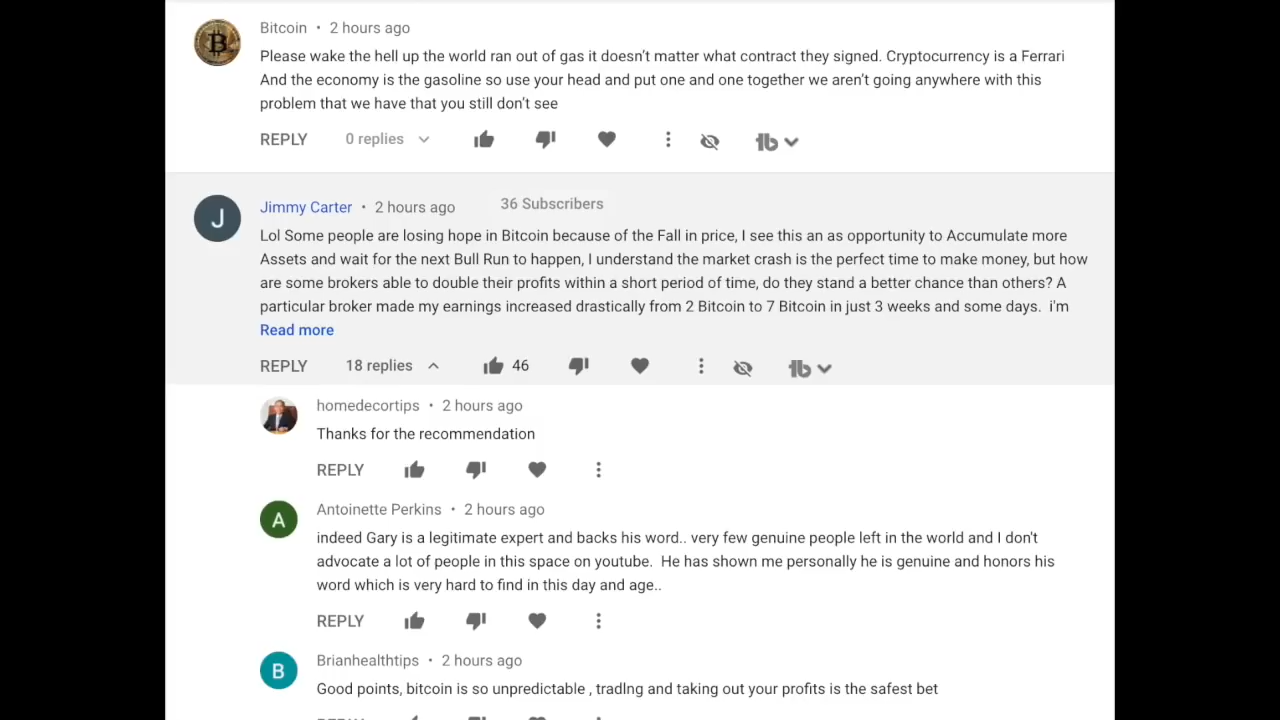 Bitcoin • 2 hours ago
Please wake the hell up the world ran out of gas it doesn’t matter what contract they signed. Cryptocurrency is a Ferrari
And the economy is the gasoline so use your head and put one and one together we aren’t going anywhere with this
problem that we have that you still don’t see
REPLY 0 replies
J
Jimmy Carter • 2 hours ago 36 Subscribers
Lol Some people are losing hope in Bitcoin because of the Fall in price, I see this an as opportunity to Accumulate more
Assets and wait for the next Bull Run to happen, I understand the market crash is the perfect time to make money, but how
are some brokers able to double their profits within a short period of time, do they stand a better chance than others? A
particular broker made my earnings increased drastically from 2 Bitcoin to 7 Bitcoin in just 3 weeks and some days. i'm
Read more
REPLY 18 replies 46
homedecortips • 2 hours ago
Thanks for the recommendation
REPLY
A
Antoinette Perkins • 2 hours ago
indeed Gary is a legitimate expert and backs his word.. very few genuine people left in the world and I don't
advocate a lot of people in this space on youtube. He has shown me personally he is genuine and honors his
word which is very hard to find in this day and age..
REPLY
B
Brianhealthtips • 2 hours ago
Good points, bitcoin is so unpredictable , tradIng and taking out your profits is the safest bet